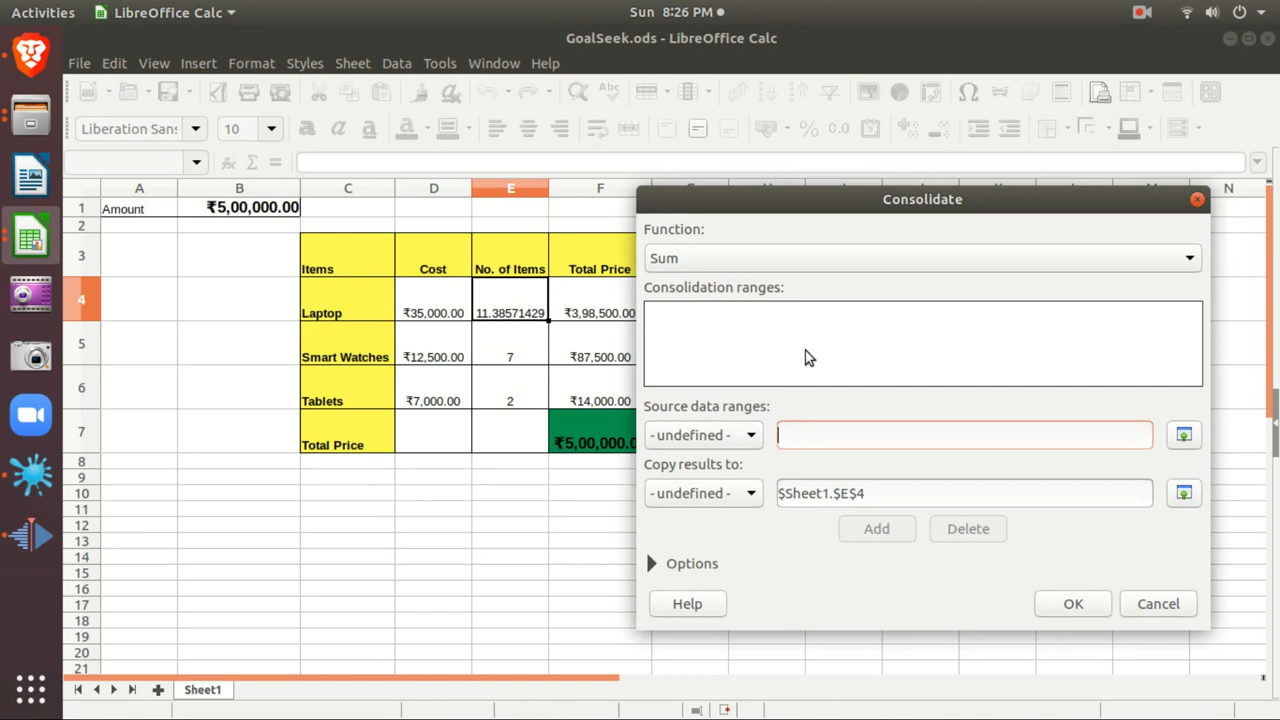 Activities LibreOffice Calc Sun 8:26 PM
GoalSeek.ods - LibreOffice Calc
File Edit View Insert Format Styles Sheet Data Tools Window Help
Liberation Sans 10
A B C D E F N
1 Amount ₹5,00,000.00
2
3 Items Cost No. of Items Total Price
4 Laptop ₹35,000.00 11.38571429 ₹3,98,500.00
5 Smart Watches ₹12,500.00 7 ₹87,500.00
6 Tablets ₹7,000.00 2 ₹14,000.00
7 Total Price ₹5,00,000.0
8
9
10
11
12
13
14
15
16
17
18
19
20
21
Sheet1
Consolidate
Function:
Sum
Consolidation ranges:
Source data ranges:
- undefined -
Copy results to:
- undefined - $Sheet1.$E$4
Add Delete
Options
Help OK Cancel